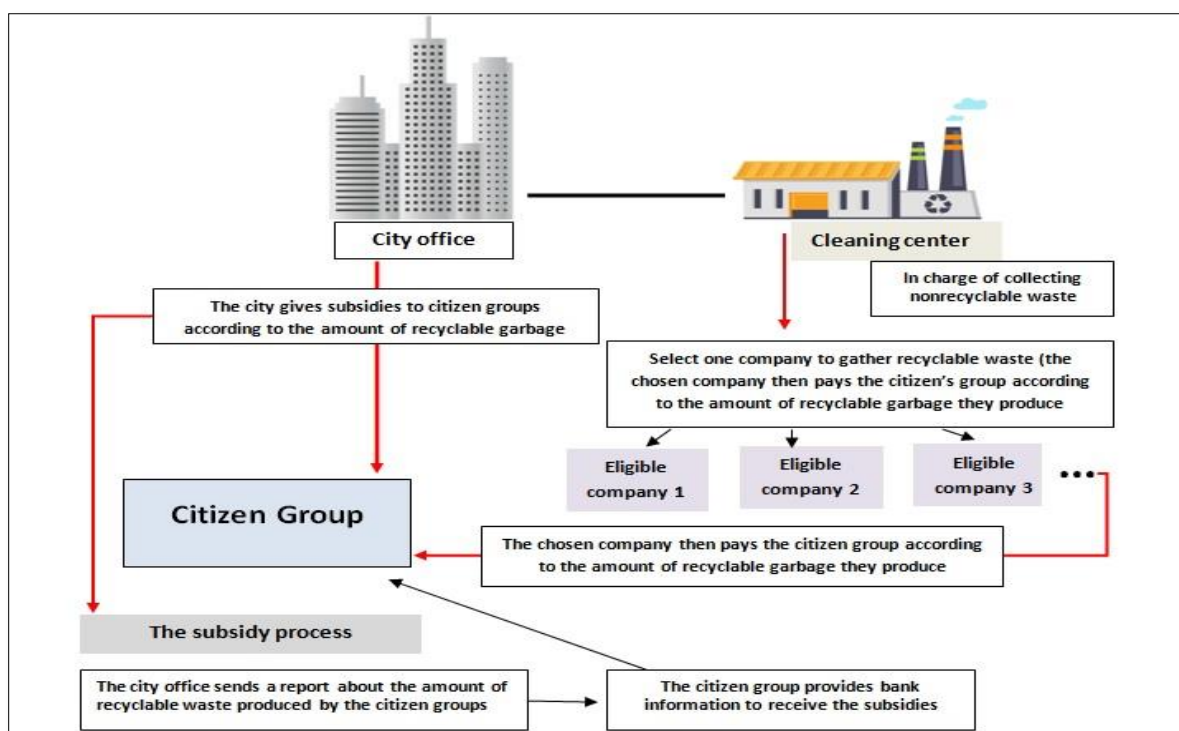 City office
Cleaning center
In charge of collecting
nonrecyclable waste
The city gives subsidies to citizen groups
according to the amount of recyclable garbage
Select one company to gather recyclable waste (the
chosen company then pays the citizen’s group according
to the amount of recyclable garbage they produce
Eligible
company 1
Eligible
company 2
Eligible
company 3
•••
Citizen Group
The chosen company then pays the citizen group according
to the amount of recyclable garbage they produce
The subsidy process
The city office sends a report about the amount of
recyclable waste produced by the citizen groups
The citizen group provides bank
information to receive the subsidies